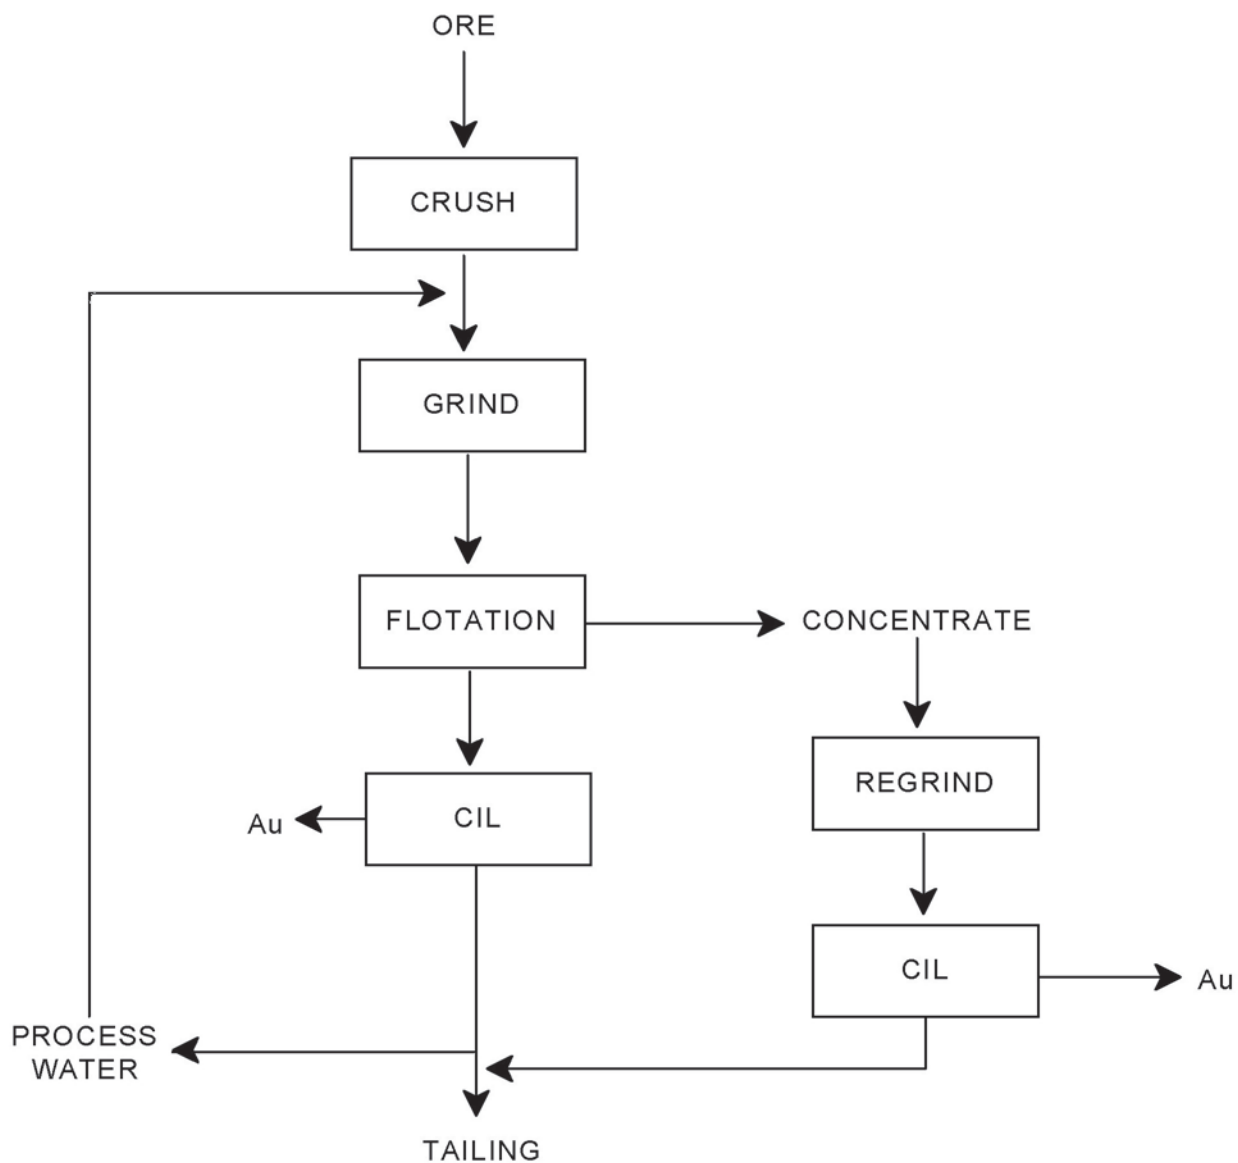 ORE
CRUSH
GRIND
FLOTATION
CONCENTRATE
REGRIND
CIL
Au
CIL
Au
PROCESS
WATER
TAILING